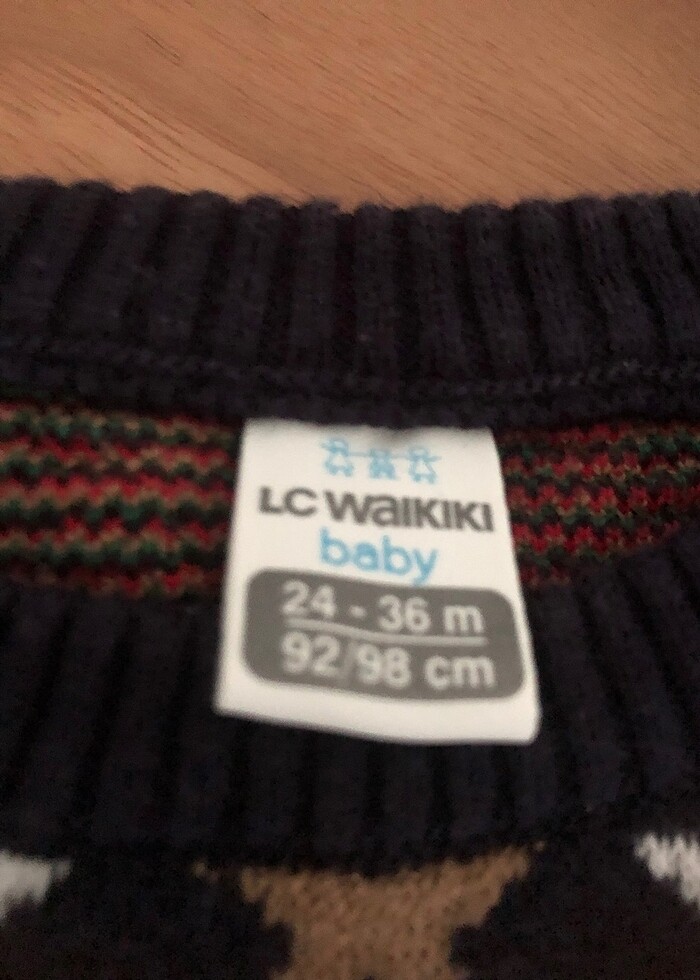 LC WAIKIKI
baby
24 - 36 m
92/98 cm